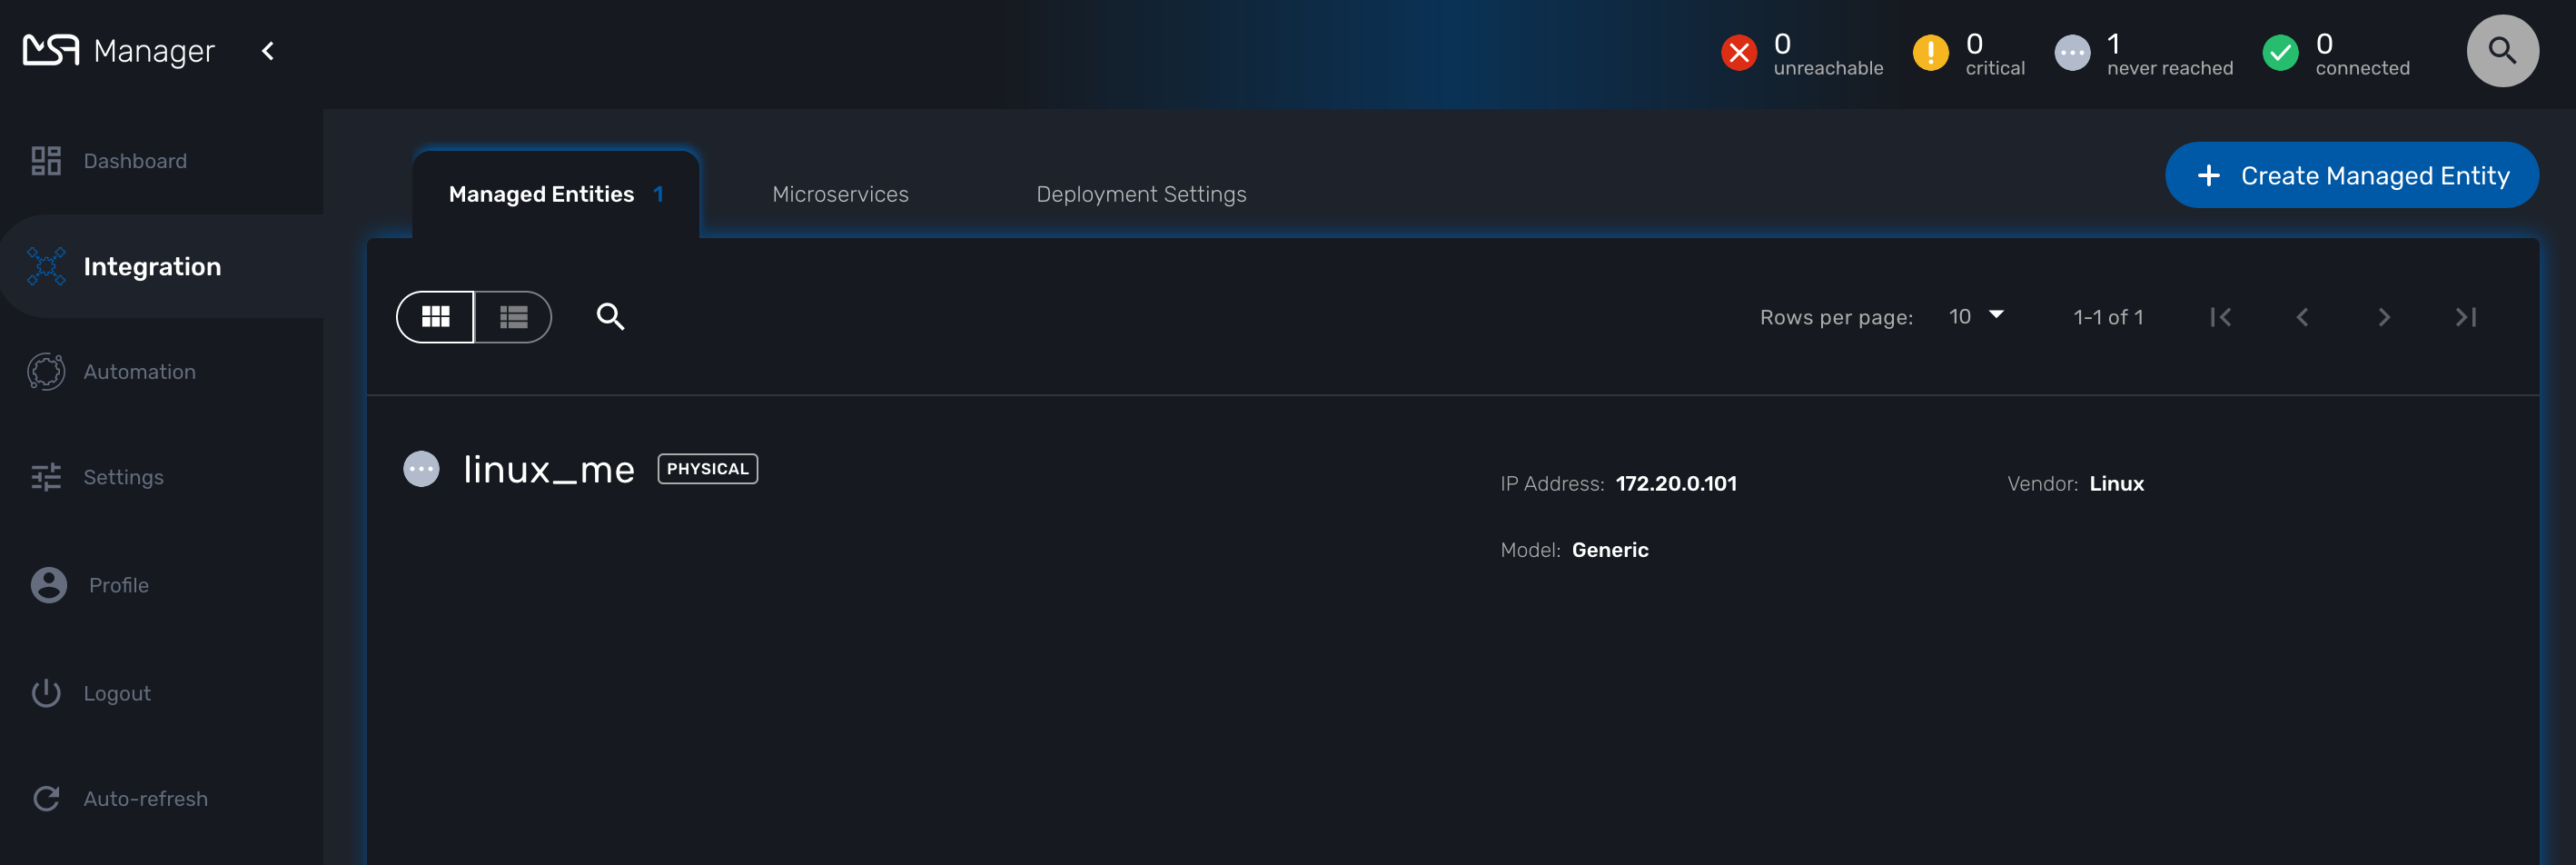 MSA Manager
0 unreachable
0 critical
1 never reached
0 connected
Dashboard
Integration
Automation
Settings
Profile
Logout
Auto-refresh
Managed Entities 1
Microservices
Deployment Settings
+ Create Managed Entity
Rows per page: 10
1-1 of 1
linux_me PHYSICAL
IP Address: 172.20.0.101
Vendor: Linux
Model: Generic